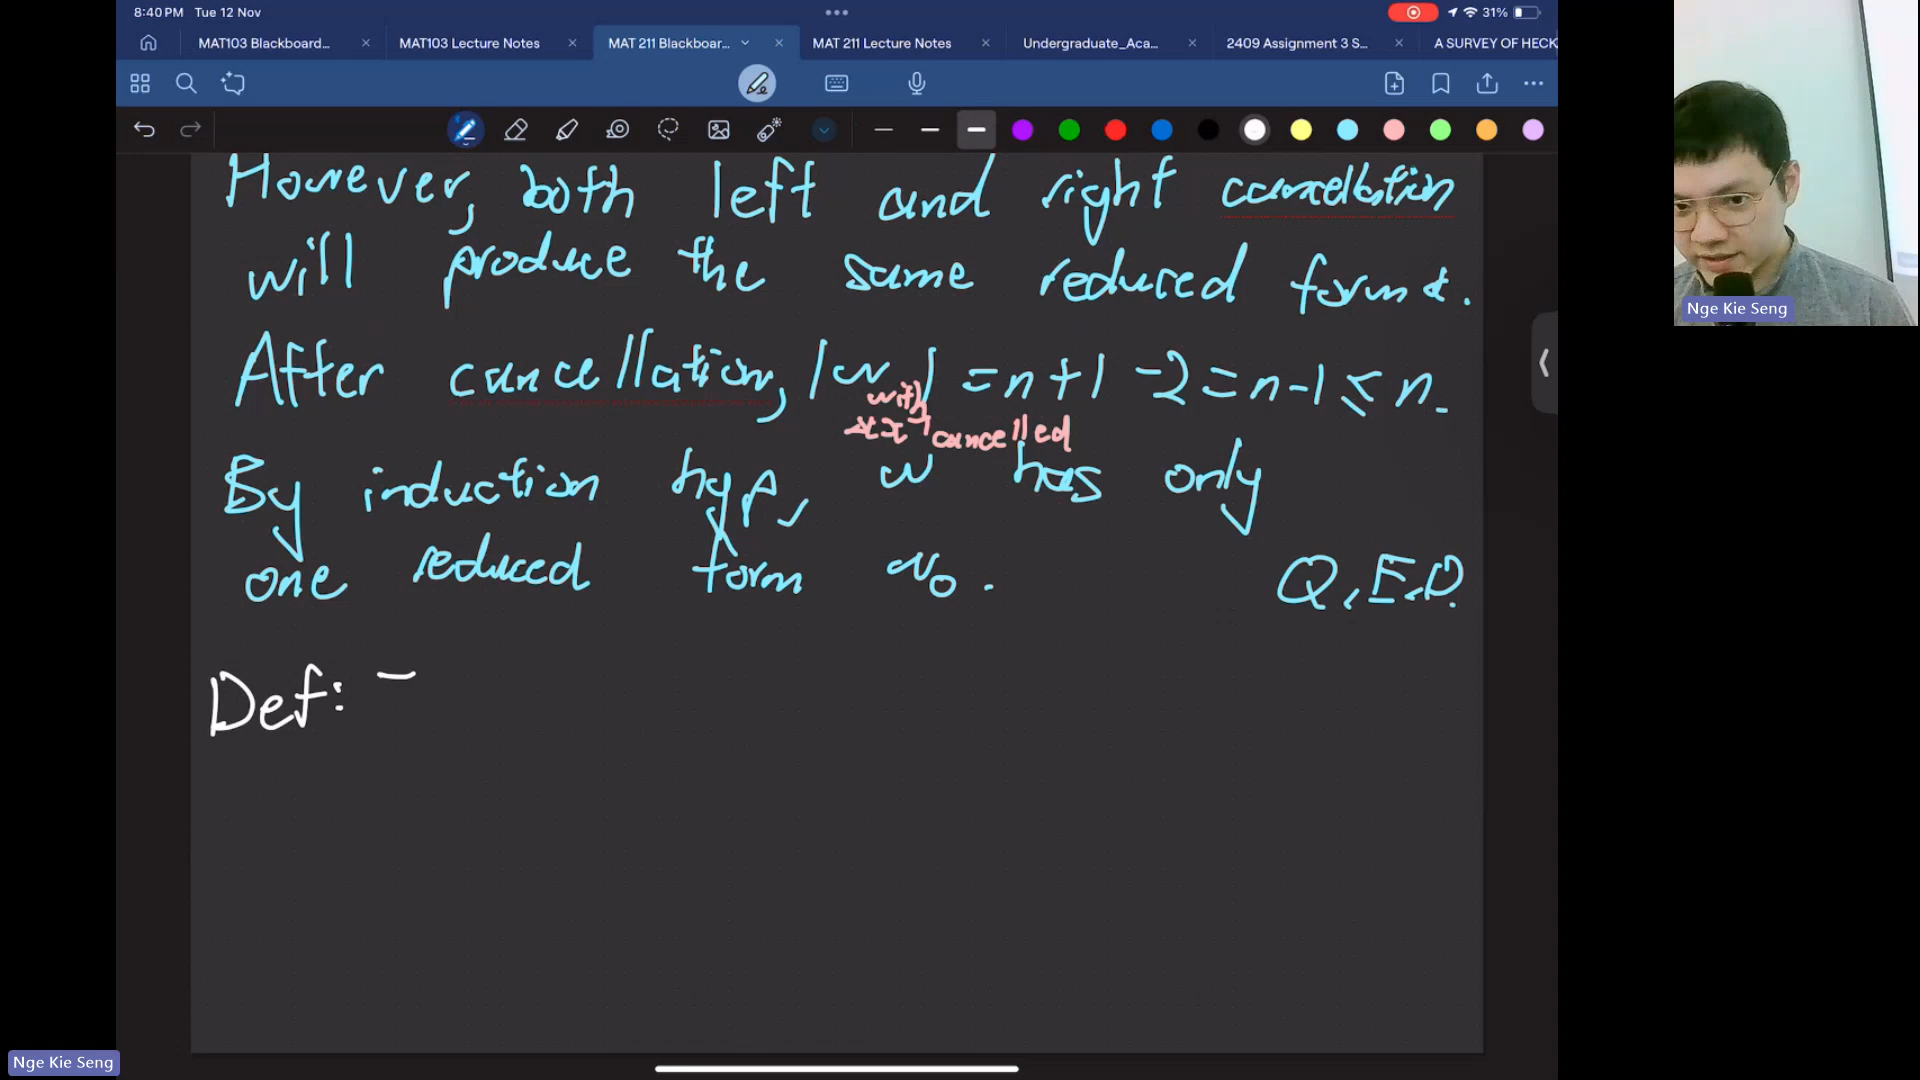 8:40 PM Tue 12 Nov
31%
MAT103 Blackboard...
MAT103 Lecture Notes
MAT 211 Blackboar...
MAT 211 Lecture Notes
Undergraduate_Aca...
2409 Assignment 3 S...
A SURVEY OF HECK
However, both left and right cancellation
will produce the same reduced form.
After cancellation, |w| = n+1 -2 = n-1 ≤ n.
with
xx⁻¹ cancelled
By induction hyp, w has only
one reduced form w₀.
Q.E.D.
Def:
Nge Kie Seng
Nge Kie Seng